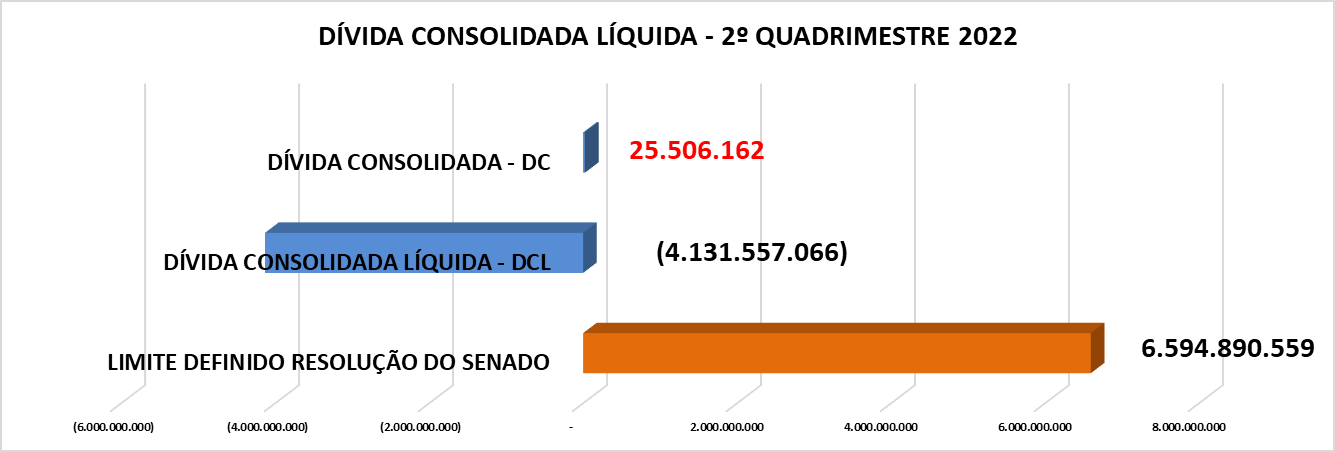 DÍVIDA CONSOLIDADA LÍQUIDA - 2º QUADRIMESTRE 2022
DÍVIDA CONSOLIDADA - DC
25.506.162
DÍVIDA CONSOLIDADA LÍQUIDA - DCL
(4.131.557.066)
LIMITE DEFINIDO RESOLUÇÃO DO SENADO
6.594.890.559
(6.000.000.000) (4.000.000.000) (2.000.000.000) - 2.000.000.000 4.000.000.000 6.000.000.000 8.000.000.000